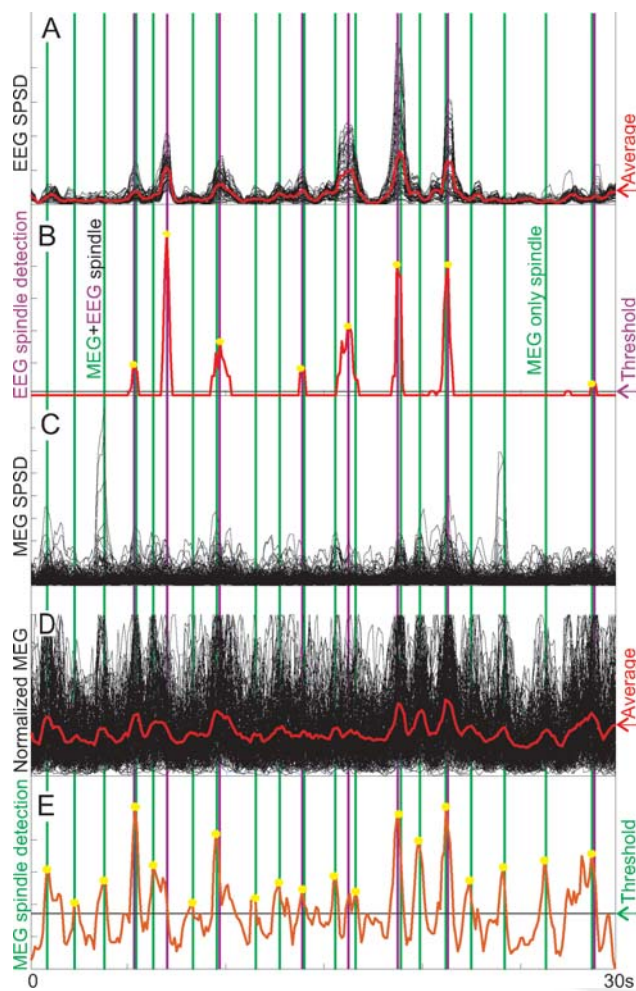 A
EEG SPSD
↑Average
B
EEG spindle detection
MEG+EEG spindle
MEG only spindle
↑Threshold
C
MEG SPSD
D
Normalized MEG
↑Average
E
MEG spindle detection
↑Threshold
0
30s